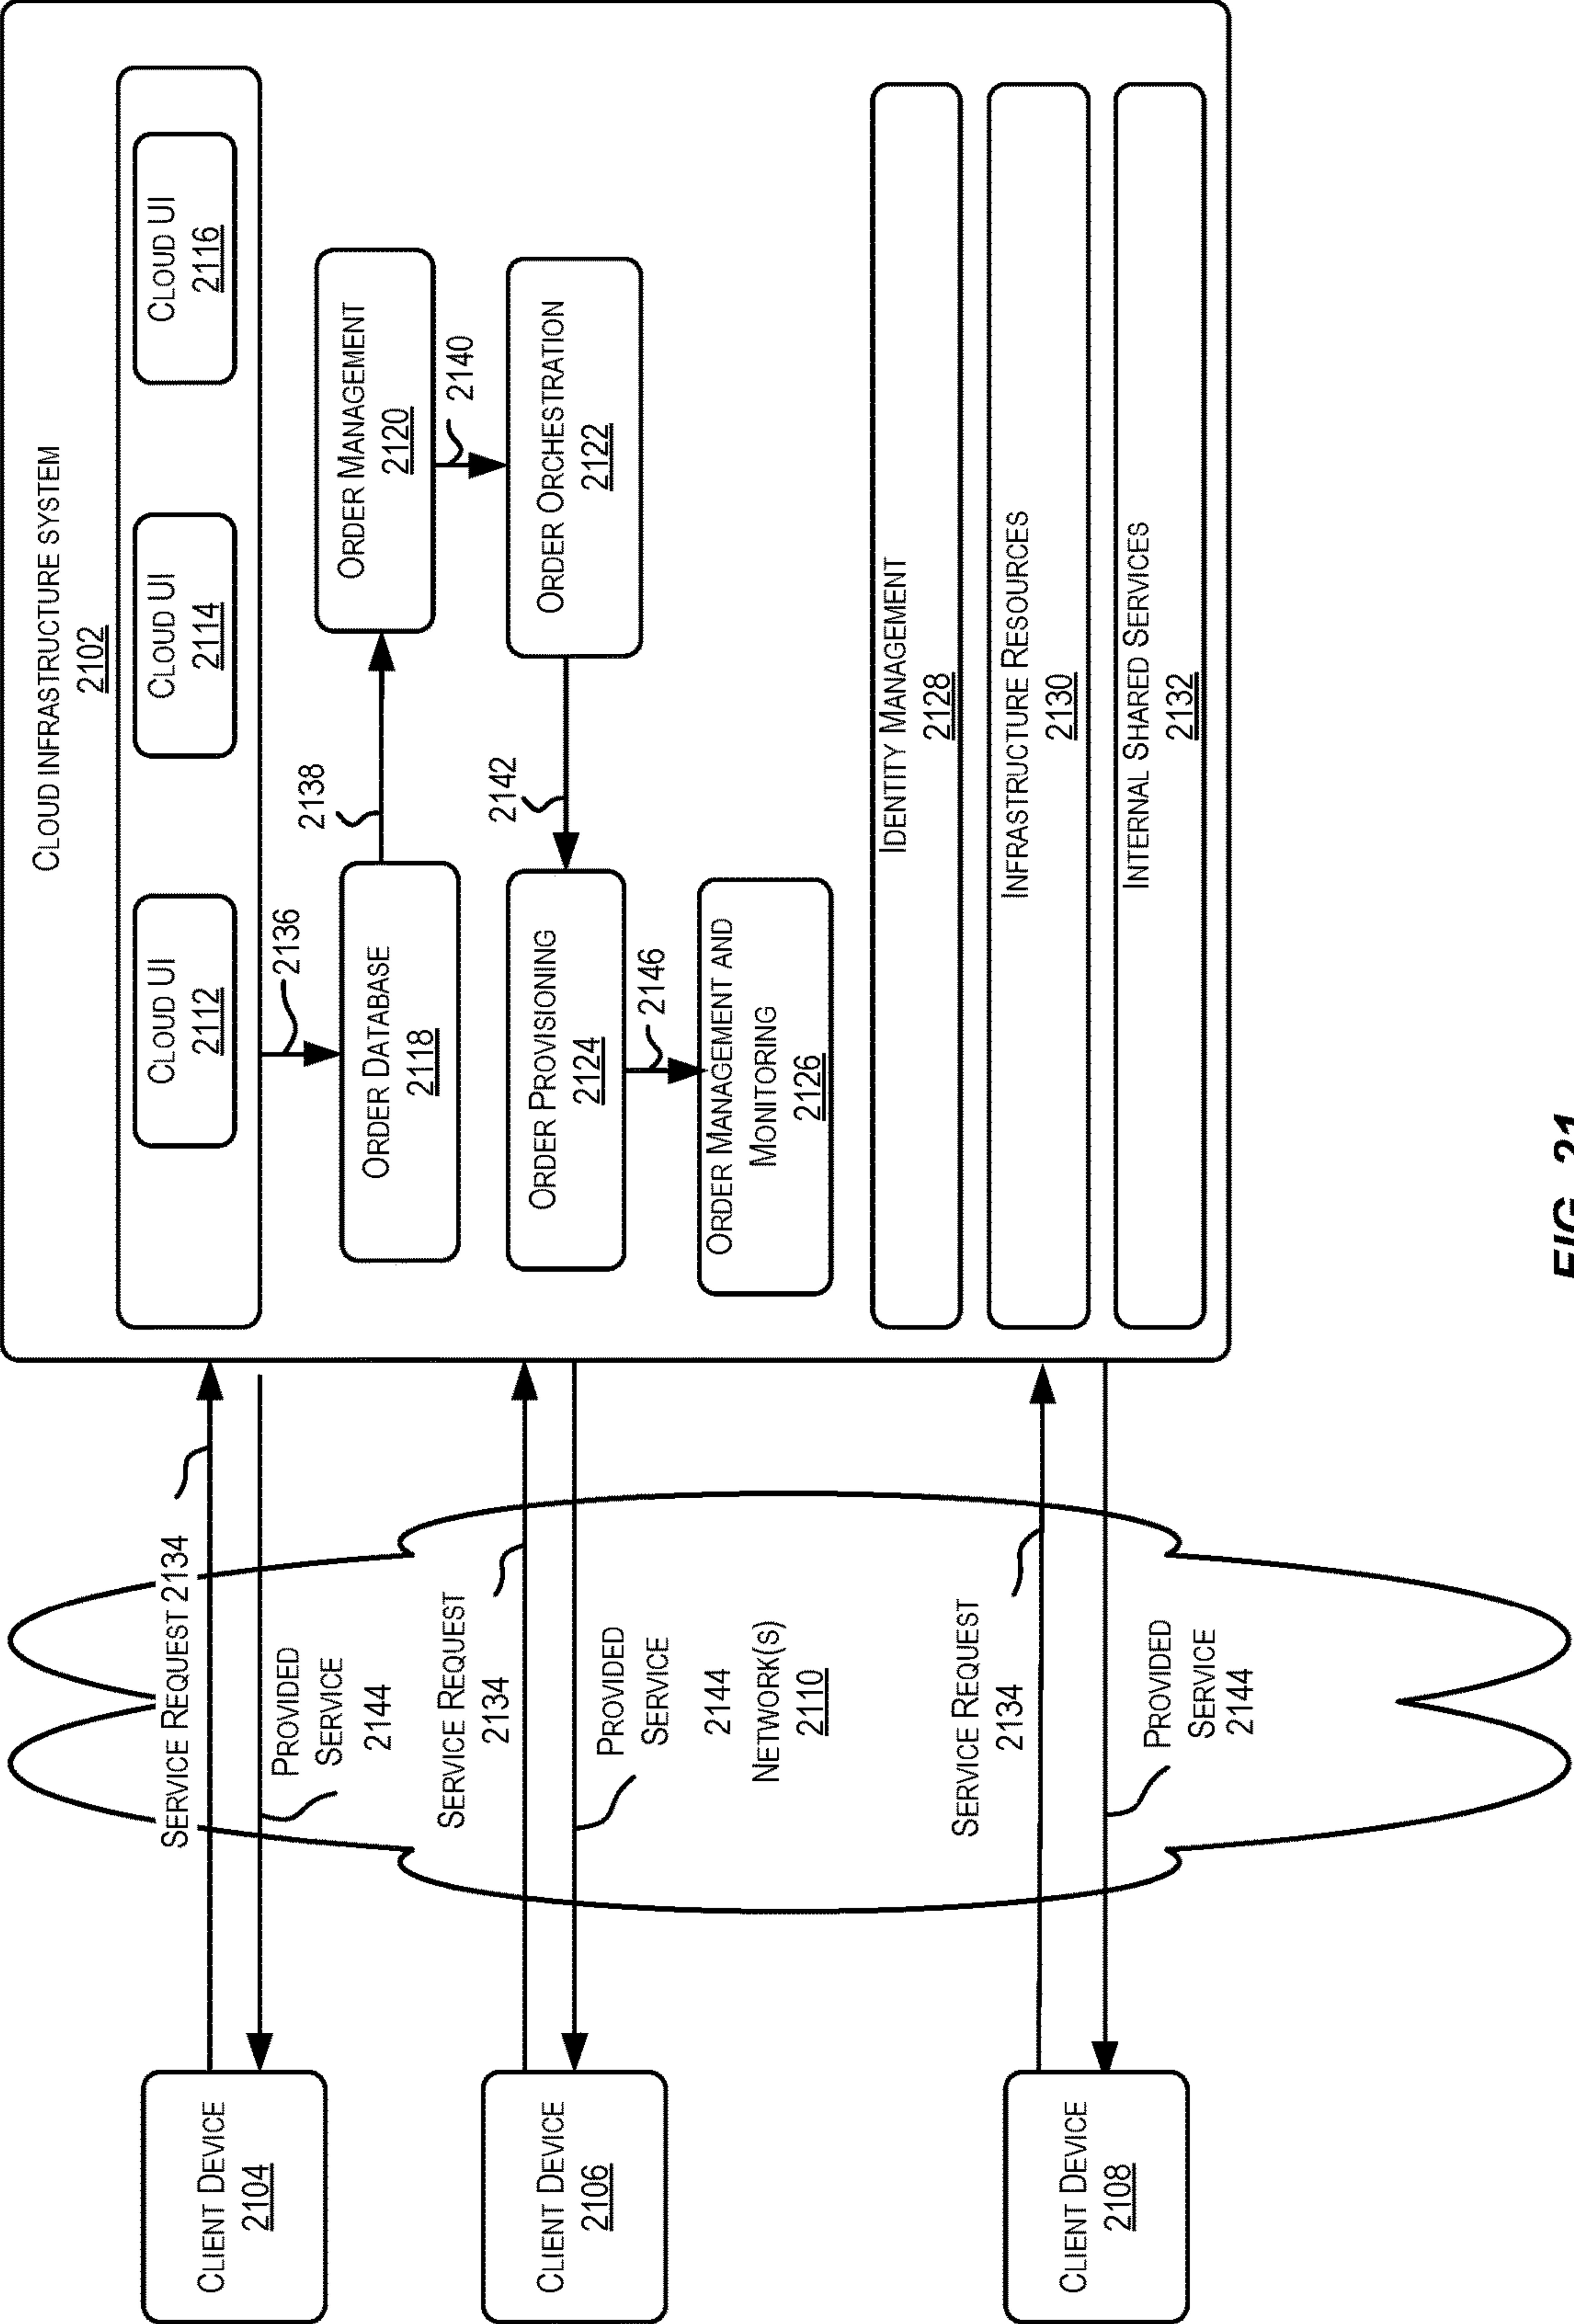 CLOUD INFRASTRUCTURE SYSTEM
2102
CLOUD UI
2112
CLOUD UI
2114
CLOUD UI
2116
2136
ORDER DATABASE
2118
2138
ORDER MANAGEMENT
2120
2140
ORDER ORCHESTRATION
2122
2142
ORDER PROVISIONING
2124
2146
ORDER MANAGEMENT AND
MONITORING
2126
IDENTITY MANAGEMENT
2128
INFRASTRUCTURE RESOURCES
2130
INTERNAL SHARED SERVICES
2132
CLIENT DEVICE
2104
SERVICE REQUEST 2134
PROVIDED
SERVICE
2144
CLIENT DEVICE
2106
SERVICE REQUEST
2134
PROVIDED
SERVICE
2144
NETWORK(S)
2110
CLIENT DEVICE
2108
SERVICE REQUEST
2134
PROVIDED
SERVICE
2144
FIG. 21